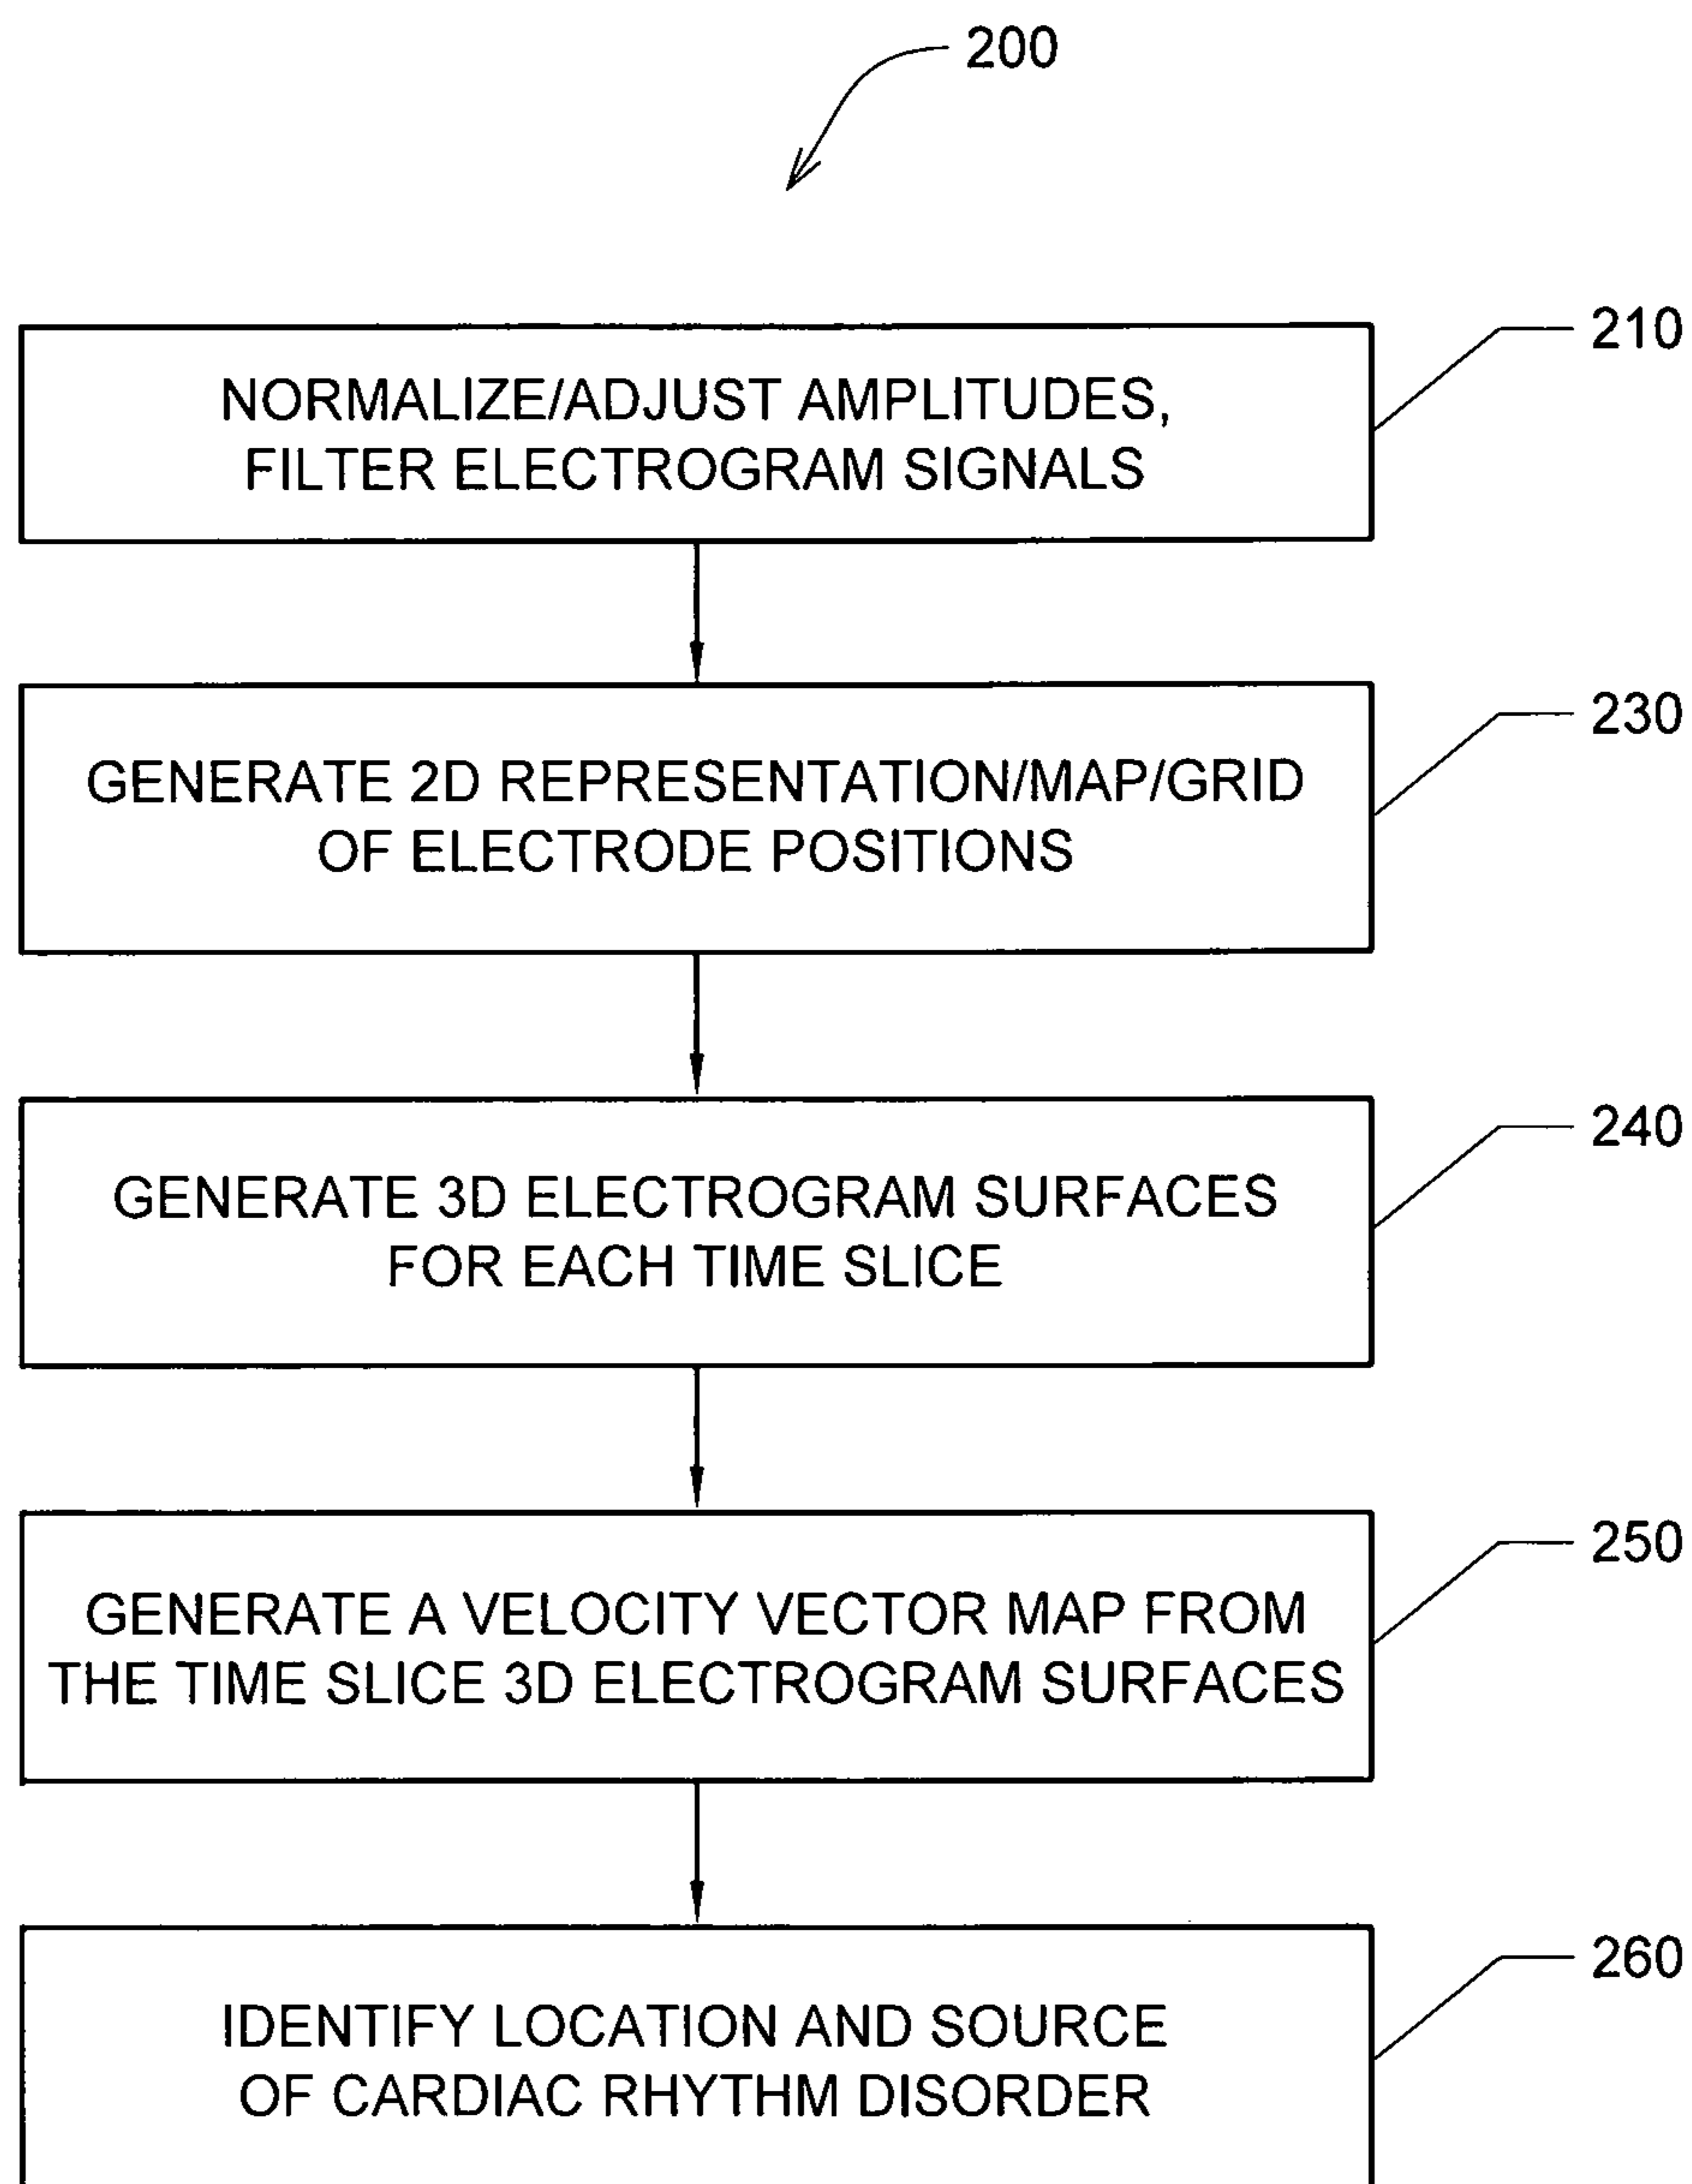 200
210
NORMALIZE/ADJUST AMPLITUDES,
FILTER ELECTROGRAM SIGNALS
230
GENERATE 2D REPRESENTATION/MAP/GRID
OF ELECTRODE POSITIONS
240
GENERATE 3D ELECTROGRAM SURFACES
FOR EACH TIME SLICE
250
GENERATE A VELOCITY VECTOR MAP FROM
THE TIME SLICE 3D ELECTROGRAM SURFACES
260
IDENTIFY LOCATION AND SOURCE
OF CARDIAC RHYTHM DISORDER